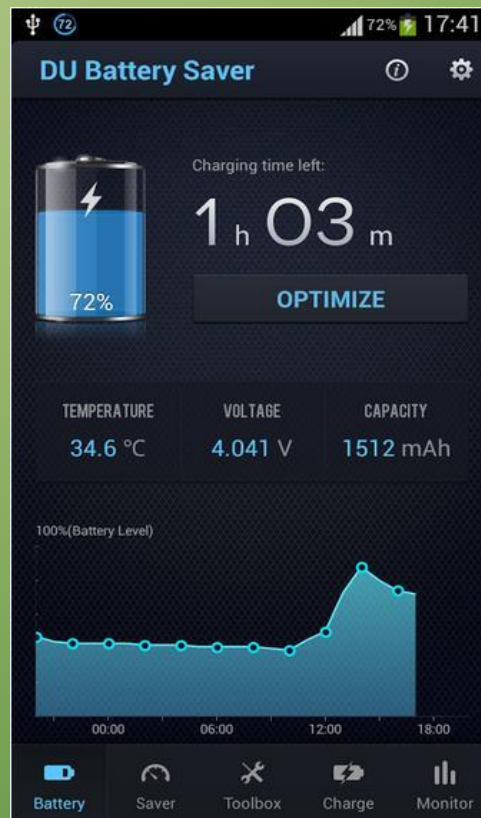 72 72% 17:41
DU Battery Saver
Charging time left:
1 h 03 m
72%
OPTIMIZE
TEMPERATURE VOLTAGE CAPACITY
34.6 °C 4.041 V 1512 mAh
100%(Battery Level)
00:00 06:00 12:00 18:00
Battery Saver Toolbox Charge Monitor